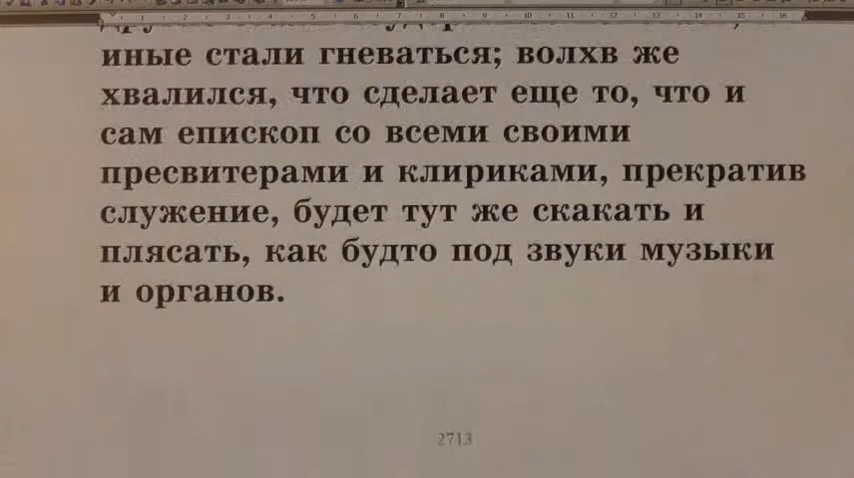 иные стали гневаться; волхв же
хвалился, что сделает еще то, что и
сам епископ со всеми своими
пресвитерами и клириками, прекратив
служение, будет тут же скакать и
плясать, как будто под звуки музыки
и органов.
2713